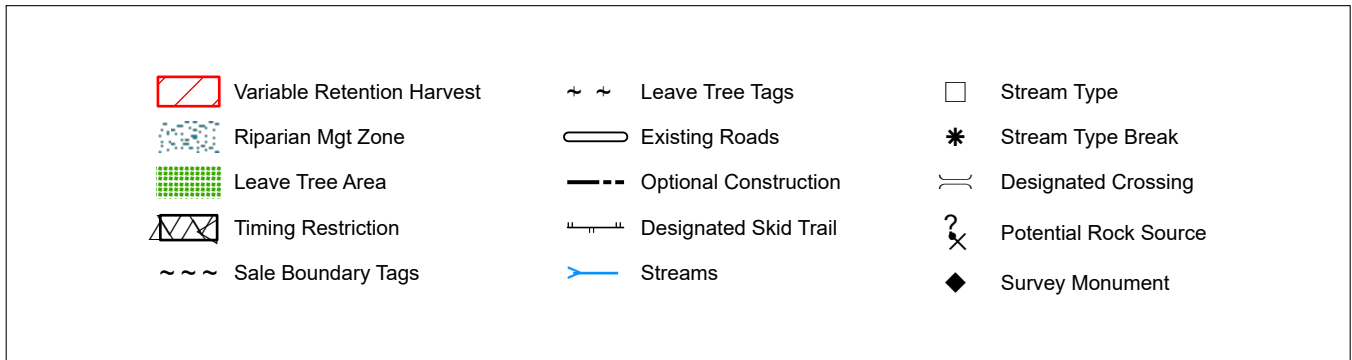 Variable Retention Harvest
Riparian Mgt Zone
Leave Tree Area
Timing Restriction
Sale Boundary Tags
Leave Tree Tags
Existing Roads
Optional Construction
Designated Skid Trail
Streams
Stream Type
Stream Type Break
Designated Crossing
?
Potential Rock Source
Survey Monument